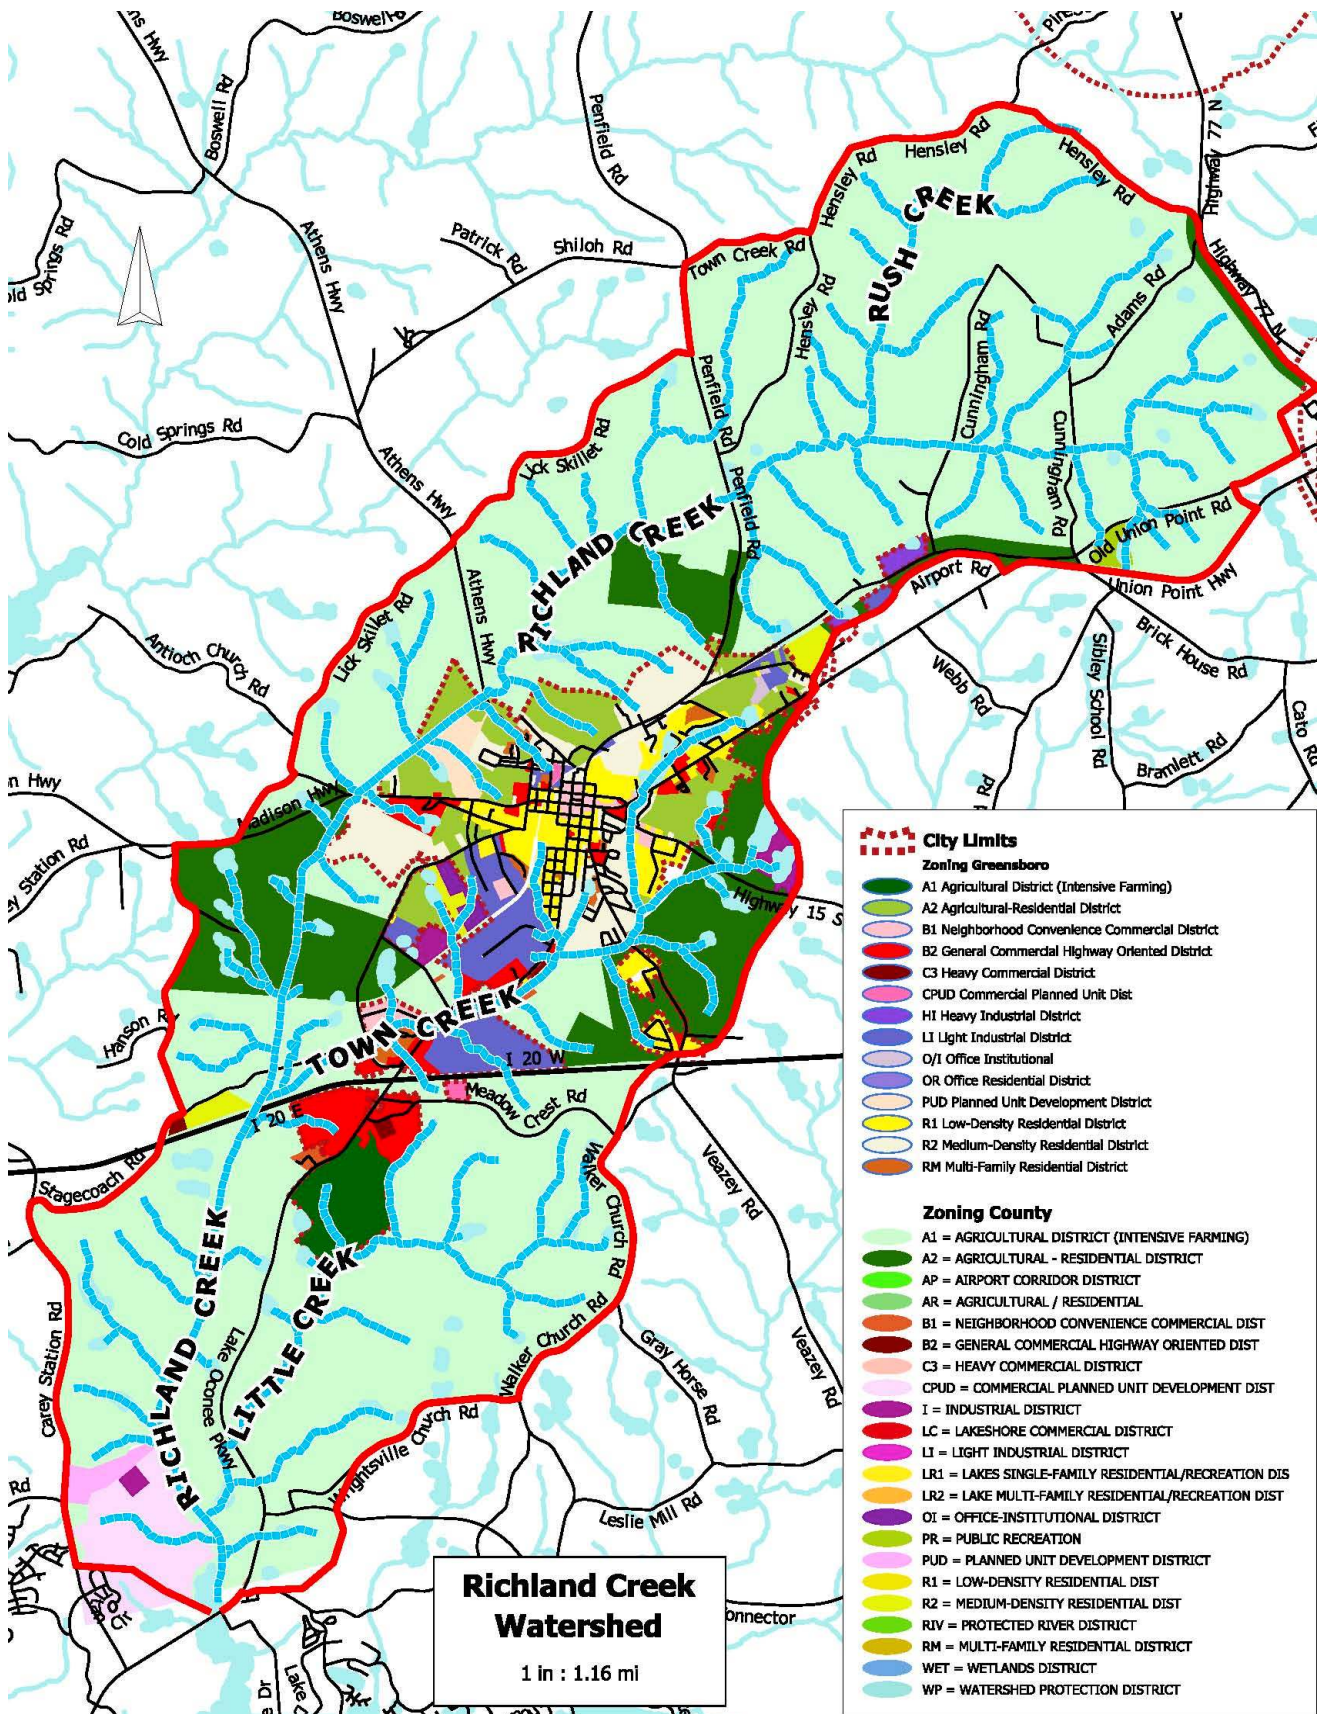 Boswell Rd
Athens Hwy
Penfield Rd
Highway 77 N
Hensley Rd
Hensley Rd
Hensley Rd
Patrick Rd
Shiloh Rd
Town Creek Rd
Hensley Rd
RUSH CREEK
Adams Rd
Highway 77 N
Cunningham Rd
Penfield Rd
Cold Springs Rd
Athens Hwy
Lick Skillet Rd
Cunningham Rd
Penfield Rd
Old Union Point Rd
RICHLAND CREEK
Airport Rd
Union Point Hwy
Athens Hwy
Lick Skillet Rd
Antioch Church Rd
Webb Rd
Sibley School Rd
Brick House Rd
Cato Rd
Bramlett Rd
n Hwy
Madison Hwy
ey Station Rd
Highway 15 S
Hanson Rd
TOWN CREEK
I 20 W
Meadow Crest Rd
I 20 E
Stagecoach Rd
Walker Church Rd
Veazey Rd
RICHLAND CREEK
LITTLE CREEK
Lake Oconee Pkwy
Carey Station Rd
Walker Church Rd
Gray Horse Rd
Veazey Rd
Wrightsville Church Rd
Leslie Mill Rd
Rd
onnector
Lake
e Dr
Richland Creek
Watershed
1 in : 1.16 mi
City Limits
Zoning Greensboro
A1 Agricultural District (Intensive Farming)
A2 Agricultural-Residential District
B1 Neighborhood Convenience Commercial District
B2 General Commercial Highway Oriented District
C3 Heavy Commercial District
CPUD Commercial Planned Unit Dist
HI Heavy Industrial District
LI Light Industrial District
O/I Office Institutional
OR Office Residential District
PUD Planned Unit Development District
R1 Low-Density Residential District
R2 Medium-Density Residential District
RM Multi-Family Residential District
Zoning County
A1 = AGRICULTURAL DISTRICT (INTENSIVE FARMING)
A2 = AGRICULTURAL - RESIDENTIAL DISTRICT
AP = AIRPORT CORRIDOR DISTRICT
AR = AGRICULTURAL / RESIDENTIAL
B1 = NEIGHBORHOOD CONVENIENCE COMMERCIAL DIST
B2 = GENERAL COMMERCIAL HIGHWAY ORIENTED DIST
C3 = HEAVY COMMERCIAL DISTRICT
CPUD = COMMERCIAL PLANNED UNIT DEVELOPMENT DIST
I = INDUSTRIAL DISTRICT
LC = LAKESHORE COMMERCIAL DISTRICT
LI = LIGHT INDUSTRIAL DISTRICT
LR1 = LAKES SINGLE-FAMILY RESIDENTIAL/RECREATION DIS
LR2 = LAKE MULTI-FAMILY RESIDENTIAL/RECREATION DIST
OI = OFFICE-INSTITUTIONAL DISTRICT
PR = PUBLIC RECREATION
PUD = PLANNED UNIT DEVELOPMENT DISTRICT
R1 = LOW-DENSITY RESIDENTIAL DIST
R2 = MEDIUM-DENSITY RESIDENTIAL DIST
RIV = PROTECTED RIVER DISTRICT
RM = MULTI-FAMILY RESIDENTIAL DISTRICT
WET = WETLANDS DISTRICT
WP = WATERSHED PROTECTION DISTRICT